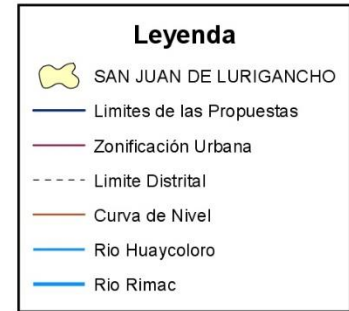 Leyenda
SAN JUAN DE LURIGANCHO
Limites de las Propuestas
Zonificación Urbana
Limite Distrital
Curva de Nivel
Rio Huaycoloro
Rio Rimac